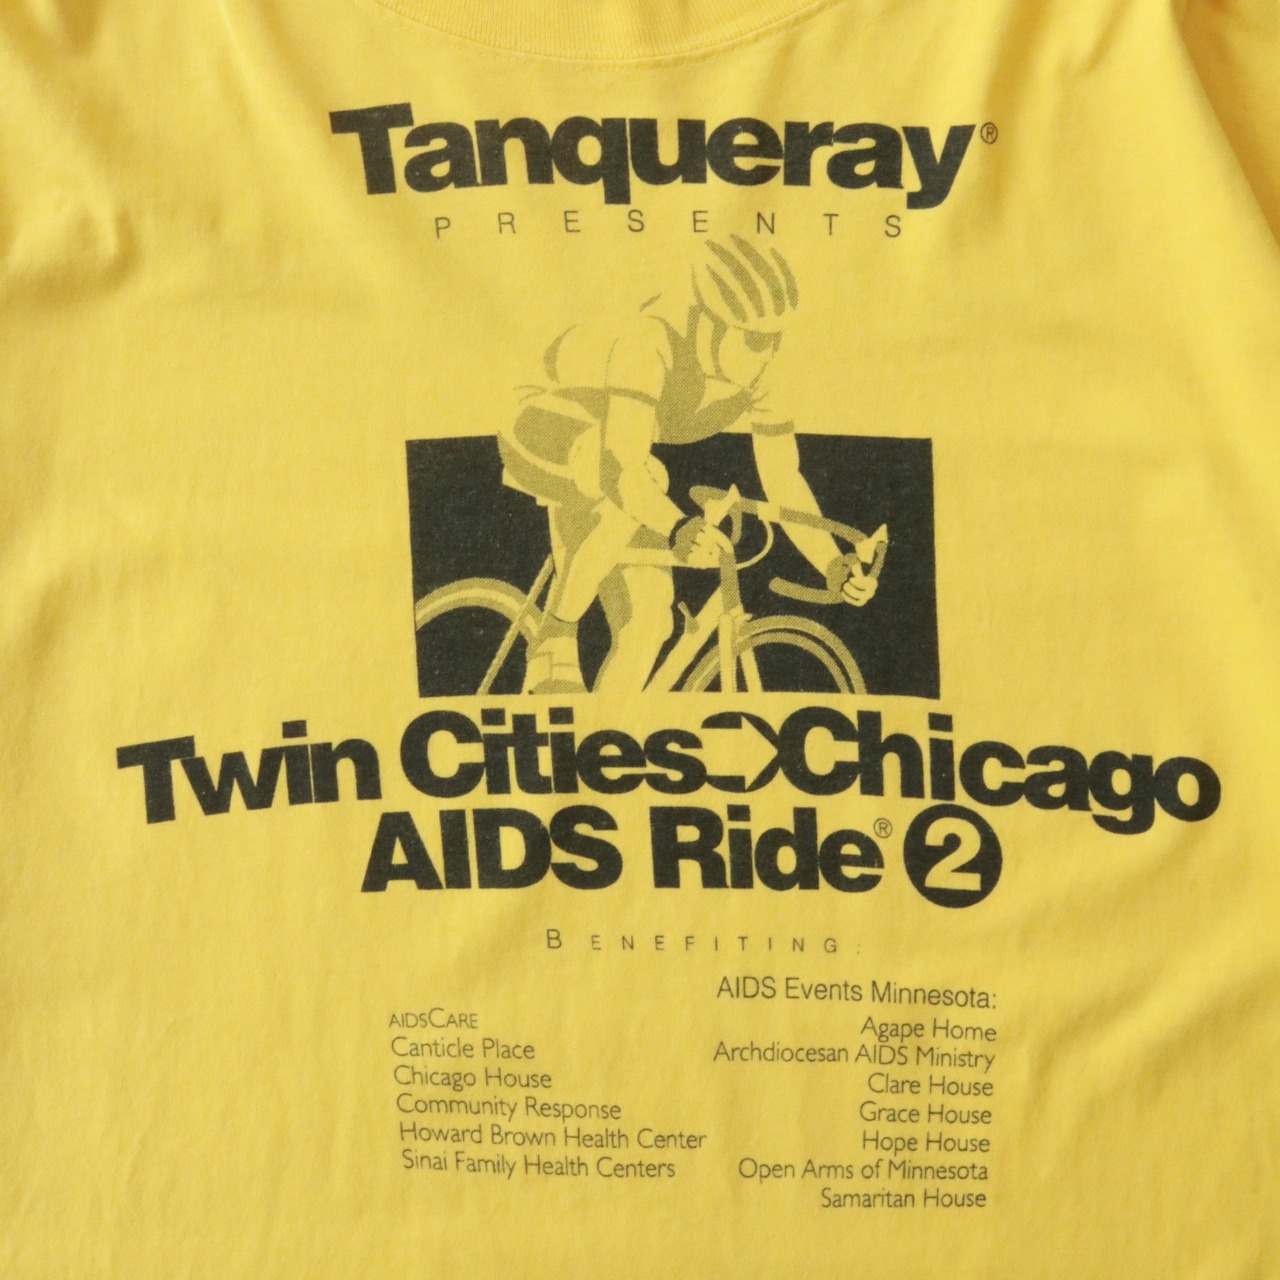 Tanqueray®
PRESENTS
Twin Cities Chicago
AIDS Ride® 2
BENEFITING:
AIDSCARE
Canticle Place
Chicago House
Community Response
Howard Brown Health Center
Sinai Family Health Centers
AIDS Events Minnesota:
Agape Home
Archdiocesan AIDS Ministry
Clare House
Grace House
Hope House
Open Arms of Minnesota
Samaritan House